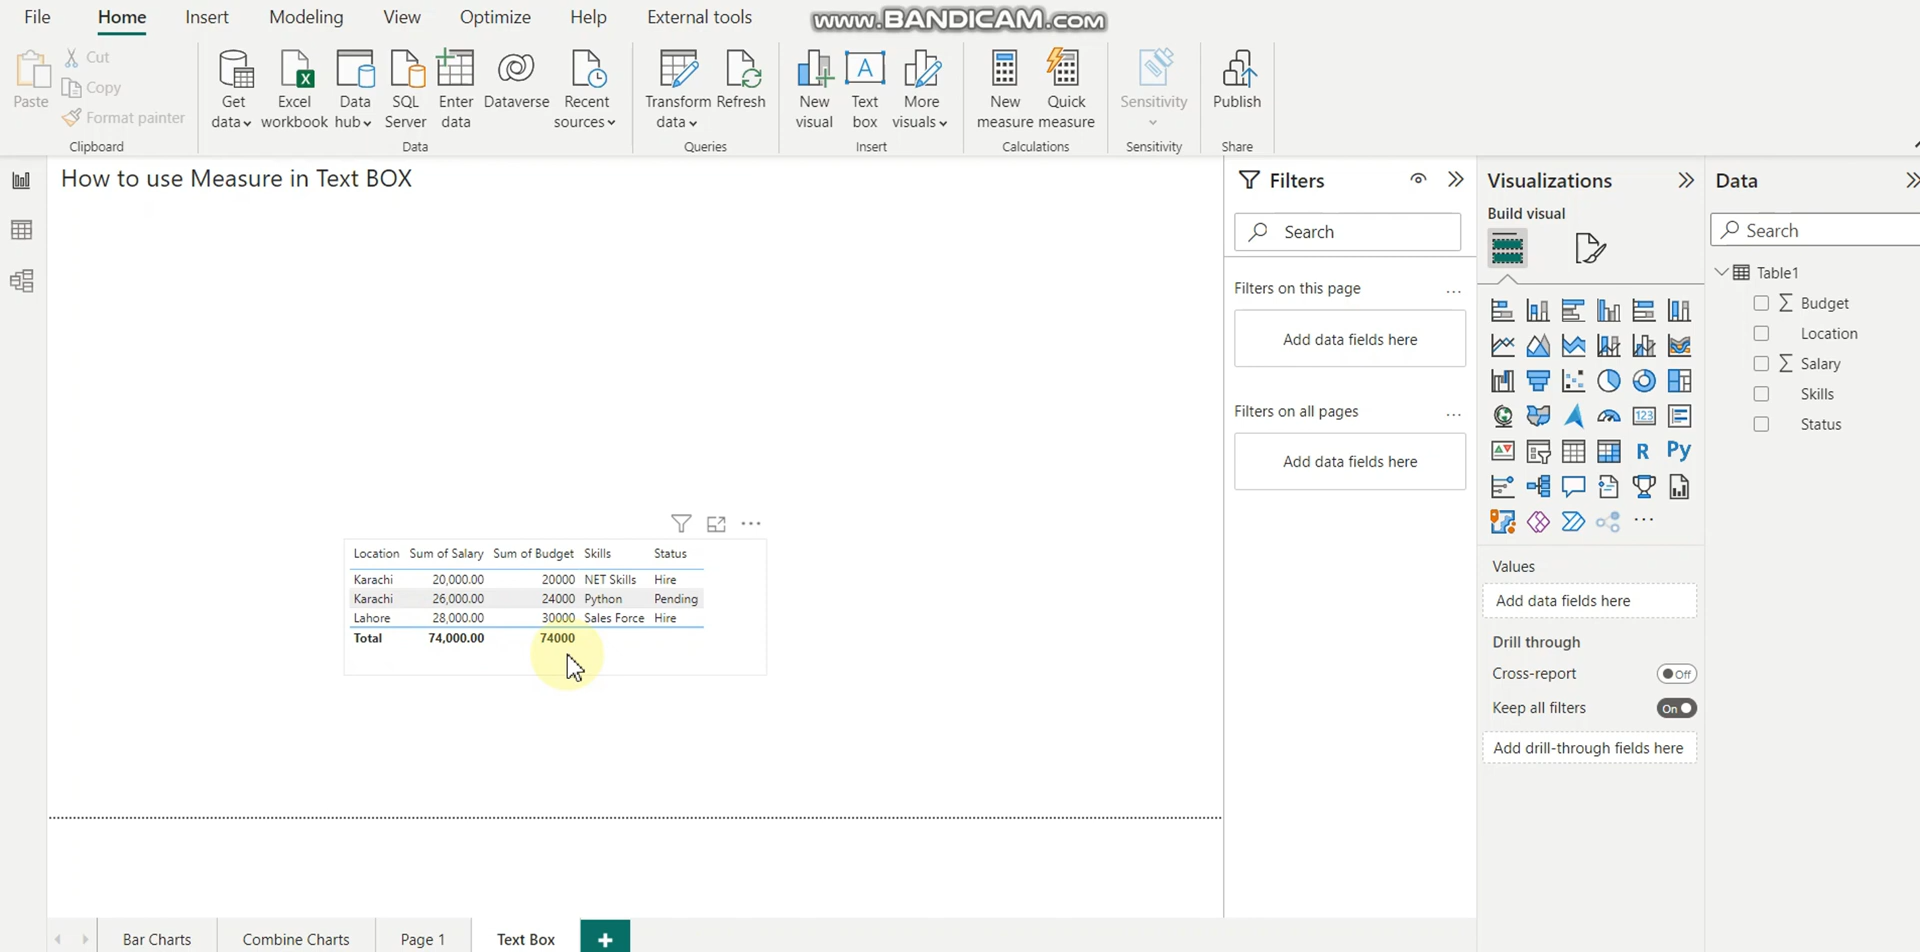 File Home Insert Modeling View Optimize Help External tools
www.BANDICAM.com
Paste
Cut
Copy
Format painter
Clipboard
Get data
Excel workbook
Data hub
SQL Server
Enter data
Dataverse
Recent sources
Data
Transform data
Refresh
Queries
New visual
Text box
More visuals
Insert
New measure
Quick measure
Calculations
Sensitivity
Sensitivity
Publish
Share
How to use Measure in Text BOX
Location Sum of Salary Sum of Budget Skills Status
Karachi 20,000.00 20000 NET Skills Hire
Karachi 26,000.00 24000 Python Pending
Lahore 28,000.00 30000 Sales Force Hire
Total 74,000.00 74000
Filters
Search
Filters on this page ...
Add data fields here
Filters on all pages ...
Add data fields here
Visualizations
Build visual
123
R Py
...
Values
Add data fields here
Drill through
Cross-report Off
Keep all filters On
Add drill-through fields here
Data
Search
Table1
Σ Budget
Location
Σ Salary
Skills
Status
Bar Charts Combine Charts Page 1 Text Box +